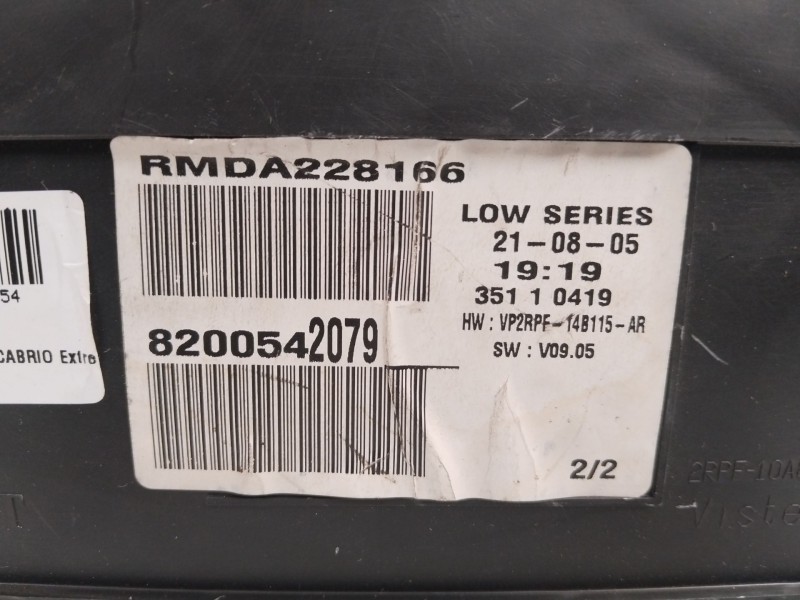 RMDA228166
LOW SERIES
21-08-05
19:19
351 1 0419
HW : VP2RPF-14B115-AR
SW : V09.05
8200542079
2/2
54
CABRIO Extre
2RPF-10A
Viste
T